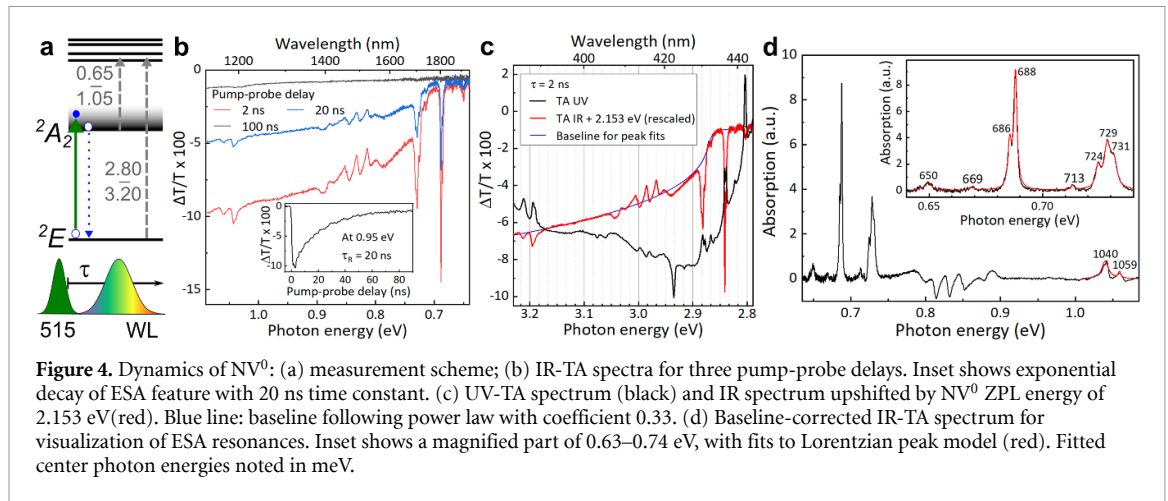 a
0.65
1.05
²A₂
2.80
3.20
²E
τ
515 WL
b
Wavelength (nm)
1200 1500 1800
0
-5
-10
-15
ΔT/T x 100
Pump-probe delay
2 ns 20 ns
100 ns
0
-5
-10
ΔT/T x 100
At 0.95 eV
τR = 20 ns
0 20 40 60 80
Pump-probe delay (ns)
1.0 0.9 0.8 0.7
Photon energy (eV)
c
Wavelength (nm)
400 420 440
2
0
-2
-4
-6
-8
-10
ΔT/T x 100
τ = 2 ns
TA UV
TA IR + 2.153 eV (rescaled)
Baseline for peak fits
3.2 3.1 3.0 2.9 2.8
Photon energy (eV)
d
10
8
6
4
2
0
-2
Absorption (a.u.)
8
6
4
2
0
Absorption (a.u.)
650
669
686
688
713
724
729
731
0.65 0.70
Photon energy (eV)
1040
1059
0.7 0.8 0.9 1.0
Photon energy (eV)
Figure 4. Dynamics of NV⁰: (a) measurement scheme; (b) IR-TA spectra for three pump-probe delays. Inset shows exponential
decay of ESA feature with 20 ns time constant. (c) UV-TA spectrum (black) and IR spectrum upshifted by NV⁰ ZPL energy of
2.153 eV(red). Blue line: baseline following power law with coefficient 0.33. (d) Baseline-corrected IR-TA spectrum for
visualization of ESA resonances. Inset shows a magnified part of 0.63–0.74 eV, with fits to Lorentzian peak model (red). Fitted
center photon energies noted in meV.